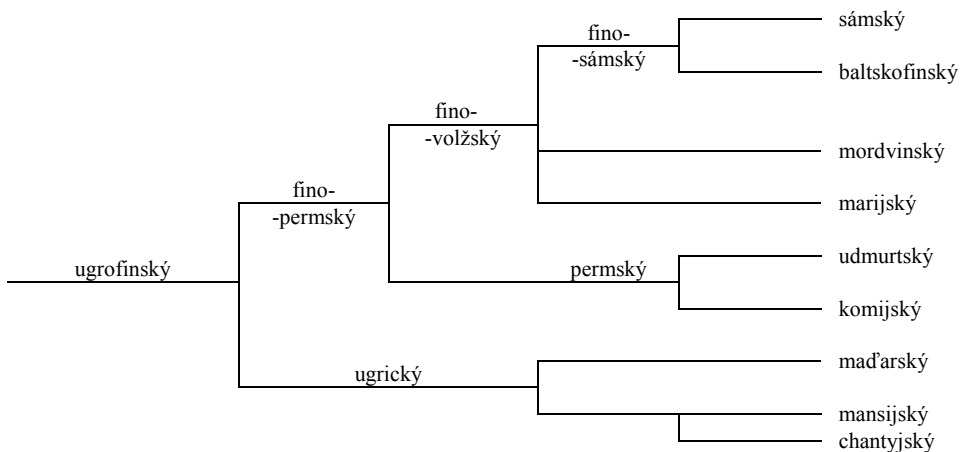 sámský
fino-
-sámský
baltskofinský
fino-
-volžský
mordvinský
fino-
-permský
marijský
ugrofinský
permský
udmurtský
komijský
maďarský
ugrický
mansijský
chantyjský